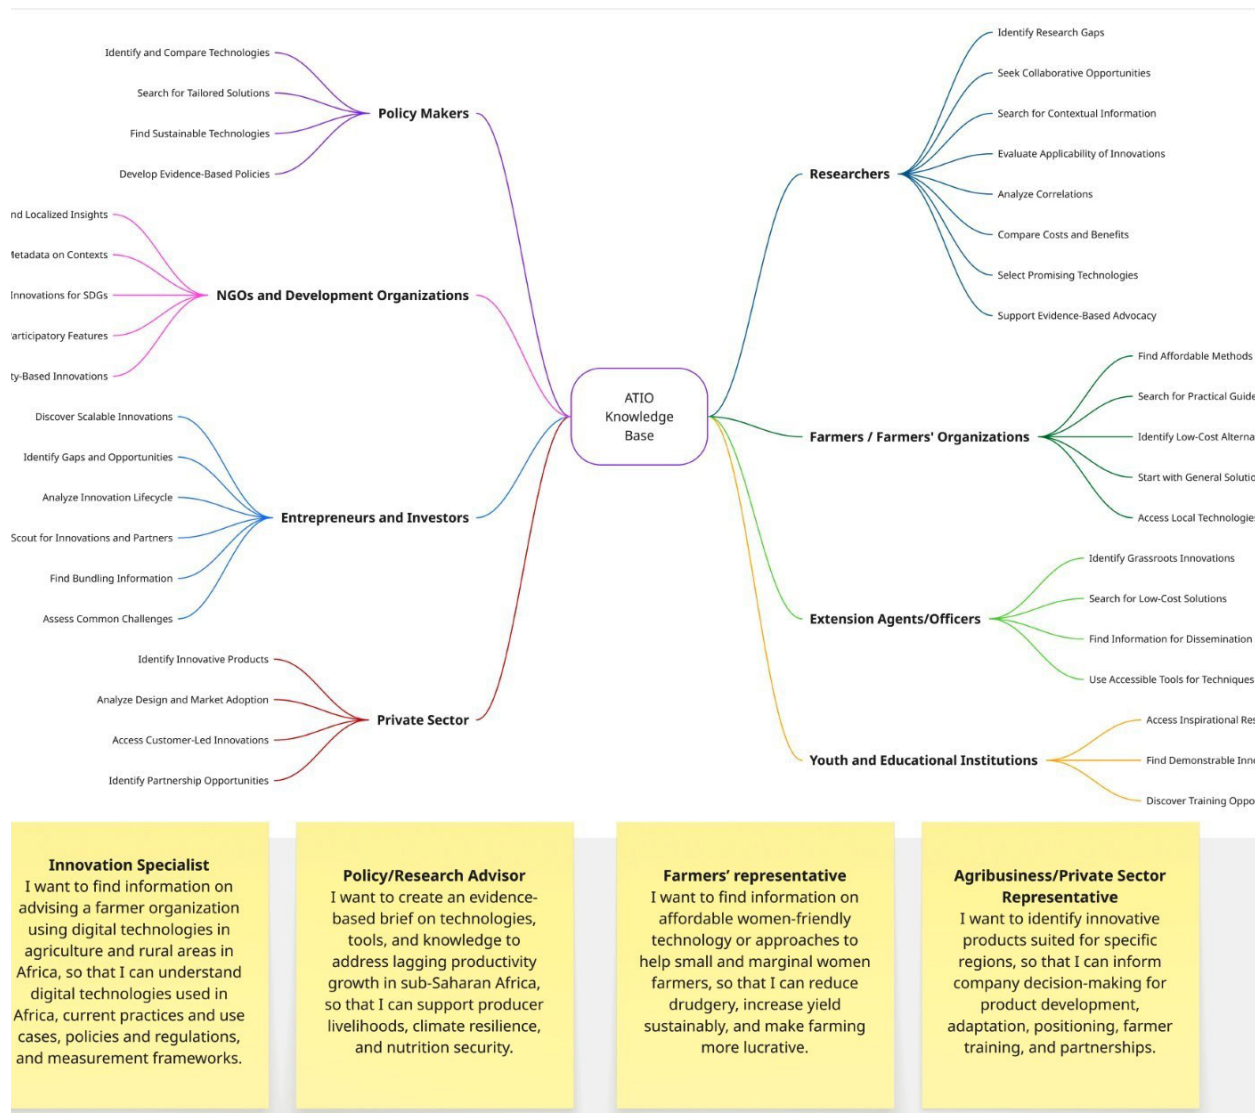 Identify and Compare Technologies
Search for Tailored Solutions
Find Sustainable Technologies
Develop Evidence-Based Policies
Policy Makers
Localized Insights
on Contexts
Innovations for SDGs
Features
Innovations
NGOs and Development Organizations
Discover Scalable Innovations
Identify Gaps and Opportunities
Analyze Innovation Lifecycle
Scout for Innovations and Partners
Find Bundling Information
Assess Common Challenges
Entrepreneurs and Investors
Identify Innovative Products
Analyze Design and Market Adoption
Access Customer-Led Innovations
Identify Partnership Opportunities
Private Sector
ATIO
Knowledge
Base
Researchers
Identify Research Gaps
Seek Collaborative Opportunities
Search for Contextual Information
Evaluate Applicability of Innovations
Analyze Correlations
Compare Costs and Benefits
Select Promising Technologies
Support Evidence-Based Advocacy
Farmers / Farmers' Organizations
Find Affordable Methods
Search for Practical
Identify Low-Cost
Start with General
Access Local Technologies
Extension Agents/Officers
Identify Grassroots Innovations
Search for Low-Cost Solutions
Find Information for Dissemination
Use Accessible Tools for Techniques
Youth and Educational Institutions
Access Inspirational
Find Demonstrable
Discover Training
Innovation Specialist
I want to find information on
advising a farmer organization
using digital technologies in
agriculture and rural areas in
Africa, so that I can understand
digital technologies used in
Africa, current practices and use
cases, policies and regulations,
and measurement frameworks.
Policy/Research Advisor
I want to create an evidence-
based brief on technologies,
tools, and knowledge to
address lagging productivity
growth in sub-Saharan Africa,
so that I can support producer
livelihoods, climate resilience,
and nutrition security.
Farmers’ representative
I want to find information on
affordable women-friendly
technology or approaches to
help small and marginal women
farmers, so that I can reduce
drudgery, increase yield
sustainably, and make farming
more lucrative.
Agribusiness/Private Sector
Representative
I want to identify innovative
products suited for specific
regions, so that I can inform
company decision-making for
product development,
adaptation, positioning, farmer
training, and partnerships.